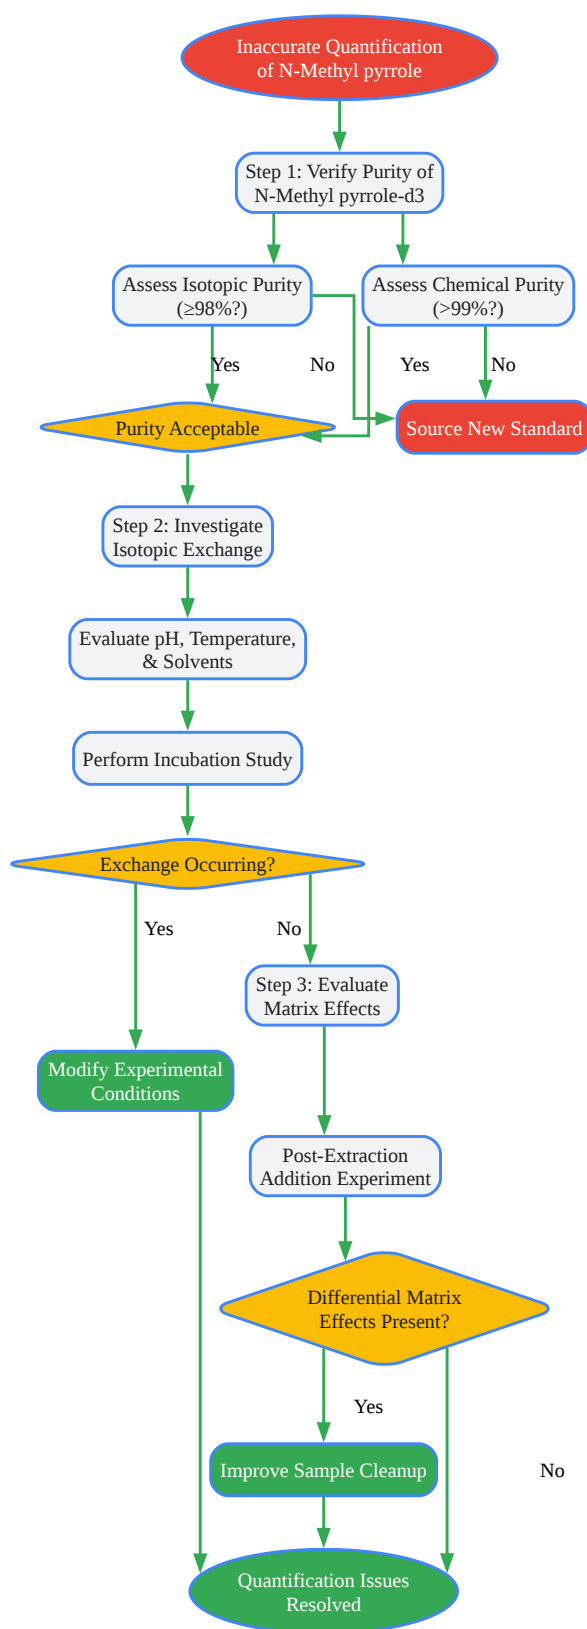 Inaccurate Quantification
of N-Methyl pyrrole
Step 1: Verify Purity of
N-Methyl pyrrole-d3
Assess Isotopic Purity
(≥98%?)
Assess Chemical Purity
(>99%?)
Yes
No
Yes
No
Purity Acceptable
Source New Standard
Step 2: Investigate
Isotopic Exchange
Evaluate pH, Temperature,
& Solvents
Perform Incubation Study
Exchange Occurring?
Yes
No
Step 3: Evaluate
Matrix Effects
Modify Experimental
Conditions
Post-Extraction
Addition Experiment
Differential Matrix
Effects Present?
Yes
Improve Sample Cleanup
No
Quantification Issues
Resolved